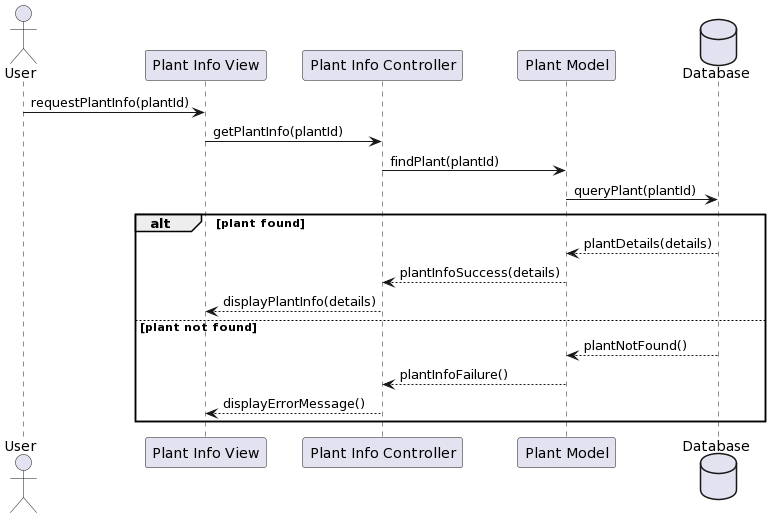 User
Plant Info View
Plant Info Controller
Plant Model
Database
requestPlantInfo(plantId)
getPlantInfo(plantId)
findPlant(plantId)
queryPlant(plantId)
alt [plant found]
plantDetails(details)
plantInfoSuccess(details)
displayPlantInfo(details)
[plant not found]
plantNotFound()
plantInfoFailure()
displayErrorMessage()
User
Plant Info View
Plant Info Controller
Plant Model
Database